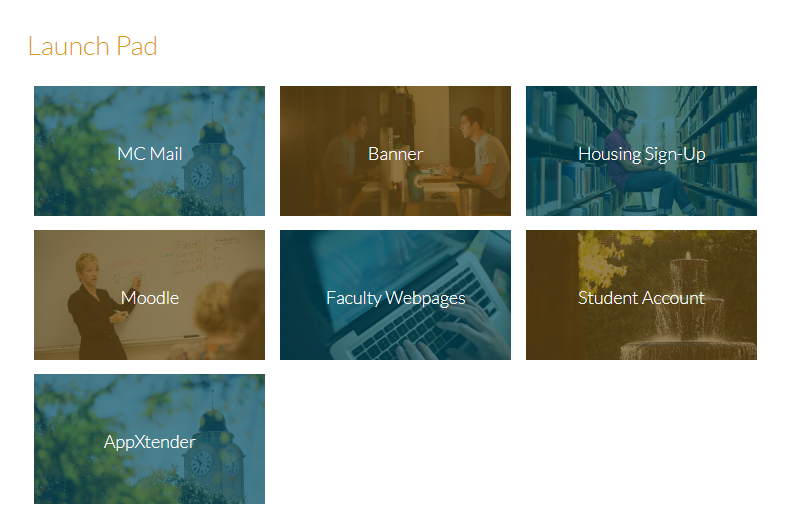 Launch Pad
MC Mail
Banner
Housing Sign-Up
Moodle
Faculty Webpages
Student Account
AppXtender